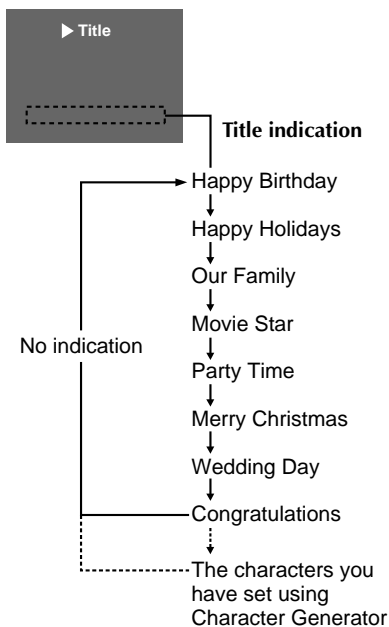 ▶ Title
Title indication
Happy Birthday
Happy Holidays
Our Family
Movie Star
No indication
Party Time
Merry Christmas
Wedding Day
Congratulations
The characters you
have set using
Character Generator